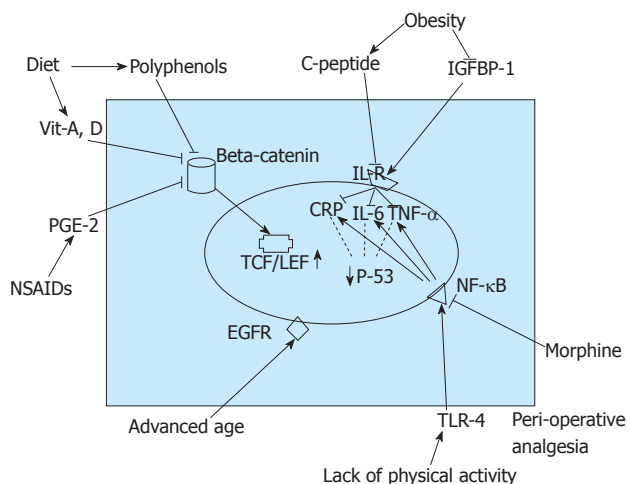 Obesity
Diet
Polyphenols
C-peptide
IGFBP-1
Vit-A, D
Beta-catenin
IL-R
CRP
IL-6
TNF-α
PGE-2
TCF/LEF
P-53
NF-κB
NSAIDs
EGFR
Morphine
Advanced age
TLR-4
Peri-operative
analgesia
Lack of physical activity